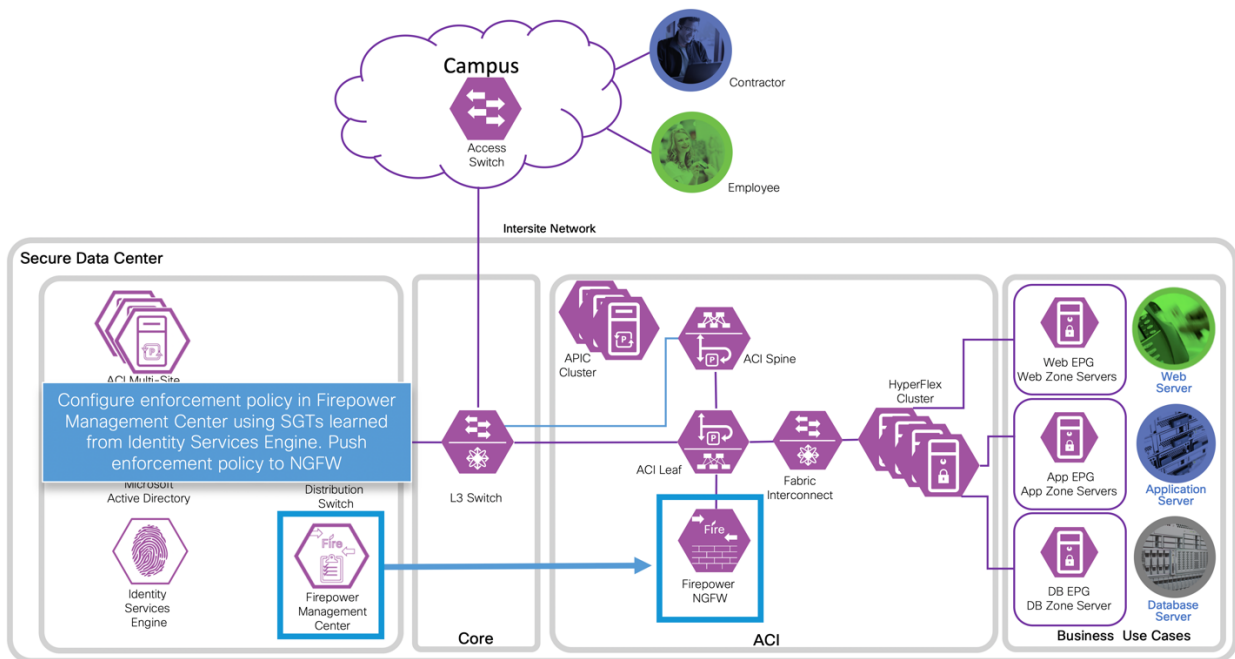 Campus
Access
Switch
Contractor
Employee
Intersite Network
Secure Data Center
ACI Multi-Site
Configure enforcement policy in Firepower
Management Center using SGTs learned
from Identity Services Engine. Push
enforcement policy to NGFW
Microsoft
Active Directory
Distribution
Switch
Identity
Services
Engine
Fire
Firepower
Management
Center
L3 Switch
Core
APIC
Cluster
P
P
ACI Spine
P
ACI Leaf
Fabric
Interconnect
Fire
Firepower
NGFW
ACI
HyperFlex
Cluster
Web EPG
Web Zone Servers
Web
Server
App EPG
App Zone Servers
Application
Server
DB EPG
DB Zone Server
Database
Server
Business Use Cases